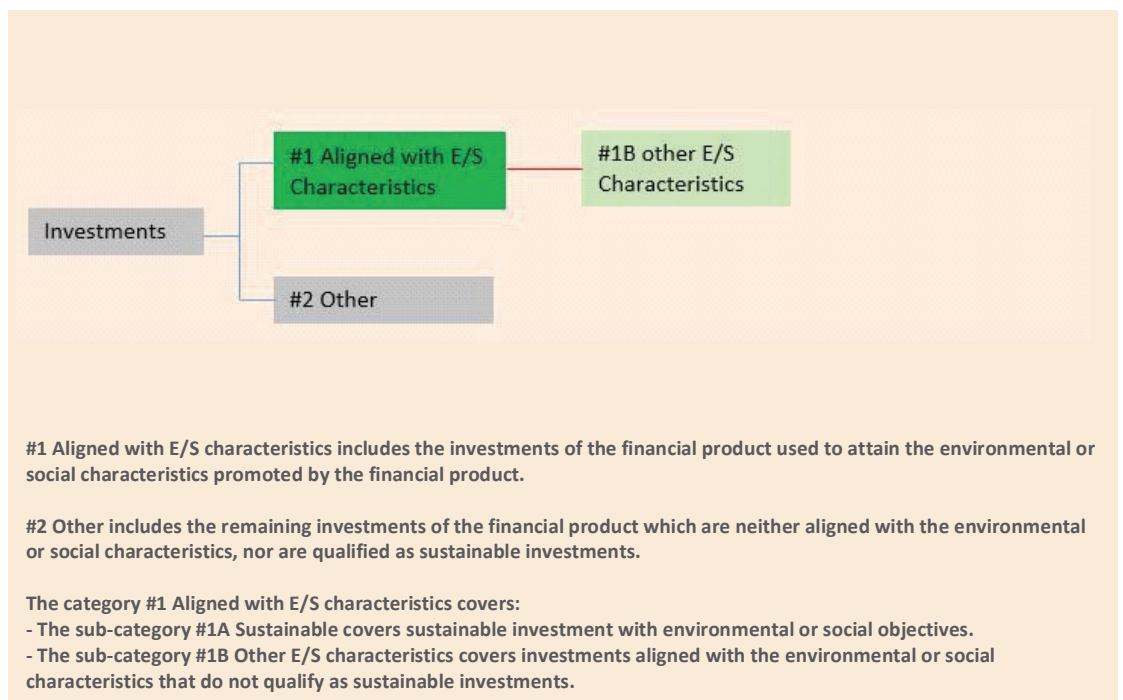 #1 Aligned with E/S
Characteristics
#1B other E/S
Characteristics
Investments
#2 Other
#1 Aligned with E/S characteristics includes the investments of the financial product used to attain the environmental or
social characteristics promoted by the financial product.
#2 Other includes the remaining investments of the financial product which are neither aligned with the environmental
or social characteristics, nor are qualified as sustainable investments.
The category #1 Aligned with E/S characteristics covers:
- The sub-category #1A Sustainable covers sustainable investment with environmental or social objectives.
- The sub-category #1B Other E/S characteristics covers investments aligned with the environmental or social
characteristics that do not qualify as sustainable investments.